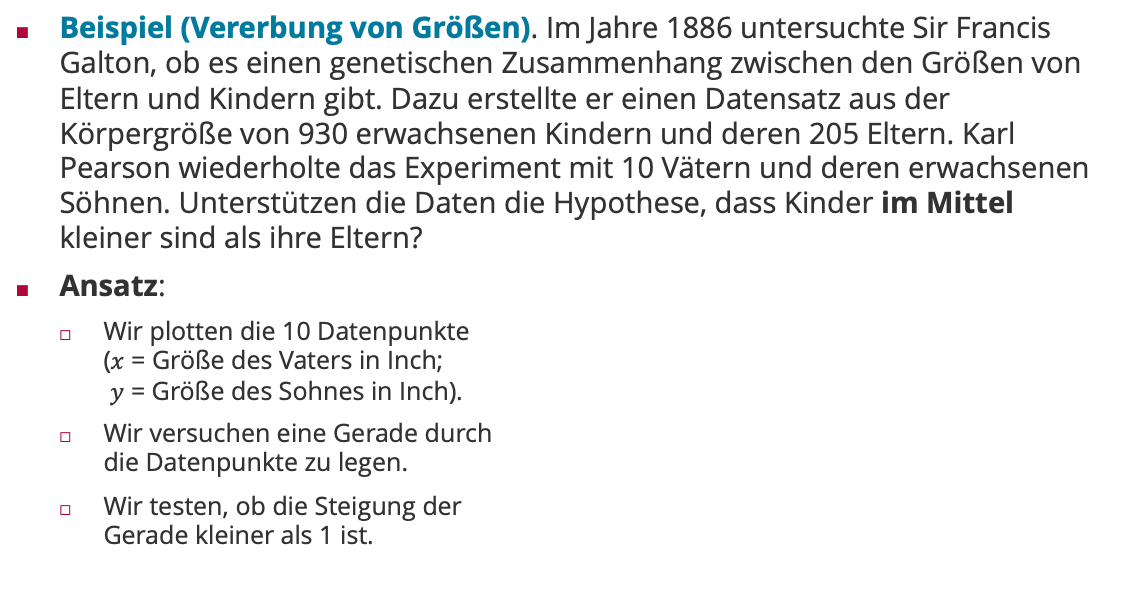 Beispiel (Vererbung von Größen). Im Jahre 1886 untersuchte Sir Francis
Galton, ob es einen genetischen Zusammenhang zwischen den Größen von
Eltern und Kindern gibt. Dazu erstellte er einen Datensatz aus der
Körpergröße von 930 erwachsenen Kindern und deren 205 Eltern. Karl
Pearson wiederholte das Experiment mit 10 Vätern und deren erwachsenen
Söhnen. Unterstützen die Daten die Hypothese, dass Kinder im Mittel
kleiner sind als ihre Eltern?
Ansatz:
Wir plotten die 10 Datenpunkte
(x = Größe des Vaters in Inch;
y = Größe des Sohnes in Inch).
Wir versuchen eine Gerade durch
die Datenpunkte zu legen.
Wir testen, ob die Steigung der
Gerade kleiner als 1 ist.